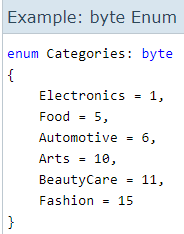 Example: byte Enum
enum Categories: byte
{
    Electronics = 1,
    Food = 5,
    Automotive = 6,
    Arts = 10,
    BeautyCare = 11,
    Fashion = 15
}